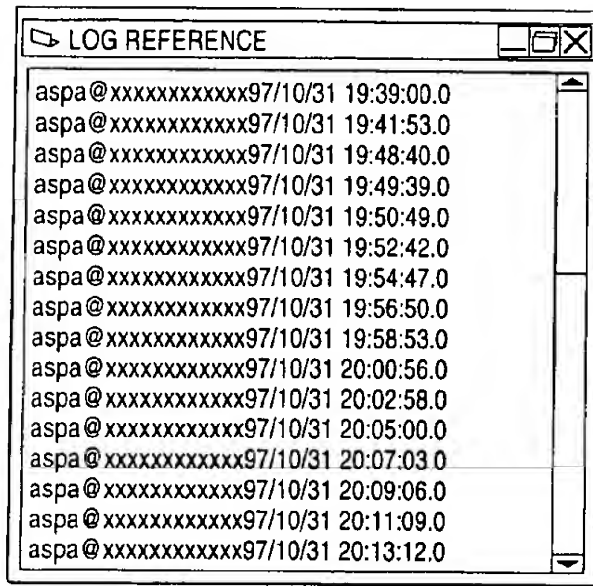 LOG REFERENCE
aspa@xxxxxxxxxxxx97/10/31 19:39:00.0
aspa@xxxxxxxxxxxx97/10/31 19:41:53.0
aspa@xxxxxxxxxxxx97/10/31 19:48:40.0
aspa@xxxxxxxxxxxx97/10/31 19:49:39.0
aspa@xxxxxxxxxxxx97/10/31 19:50:49.0
aspa@xxxxxxxxxxxx97/10/31 19:52:42.0
aspa@xxxxxxxxxxxx97/10/31 19:54:47.0
aspa@xxxxxxxxxxxx97/10/31 19:56:50.0
aspa@xxxxxxxxxxxx97/10/31 19:58:53.0
aspa@xxxxxxxxxxxx97/10/31 20:00:56.0
aspa@xxxxxxxxxxxx97/10/31 20:02:58.0
aspa@xxxxxxxxxxxx97/10/31 20:05:00.0
aspa@xxxxxxxxxxxx97/10/31 20:07:03.0
aspa@xxxxxxxxxxxx97/10/31 20:09:06.0
aspa@xxxxxxxxxxxx97/10/31 20:11:09.0
aspa@xxxxxxxxxxxx97/10/31 20:13:12.0